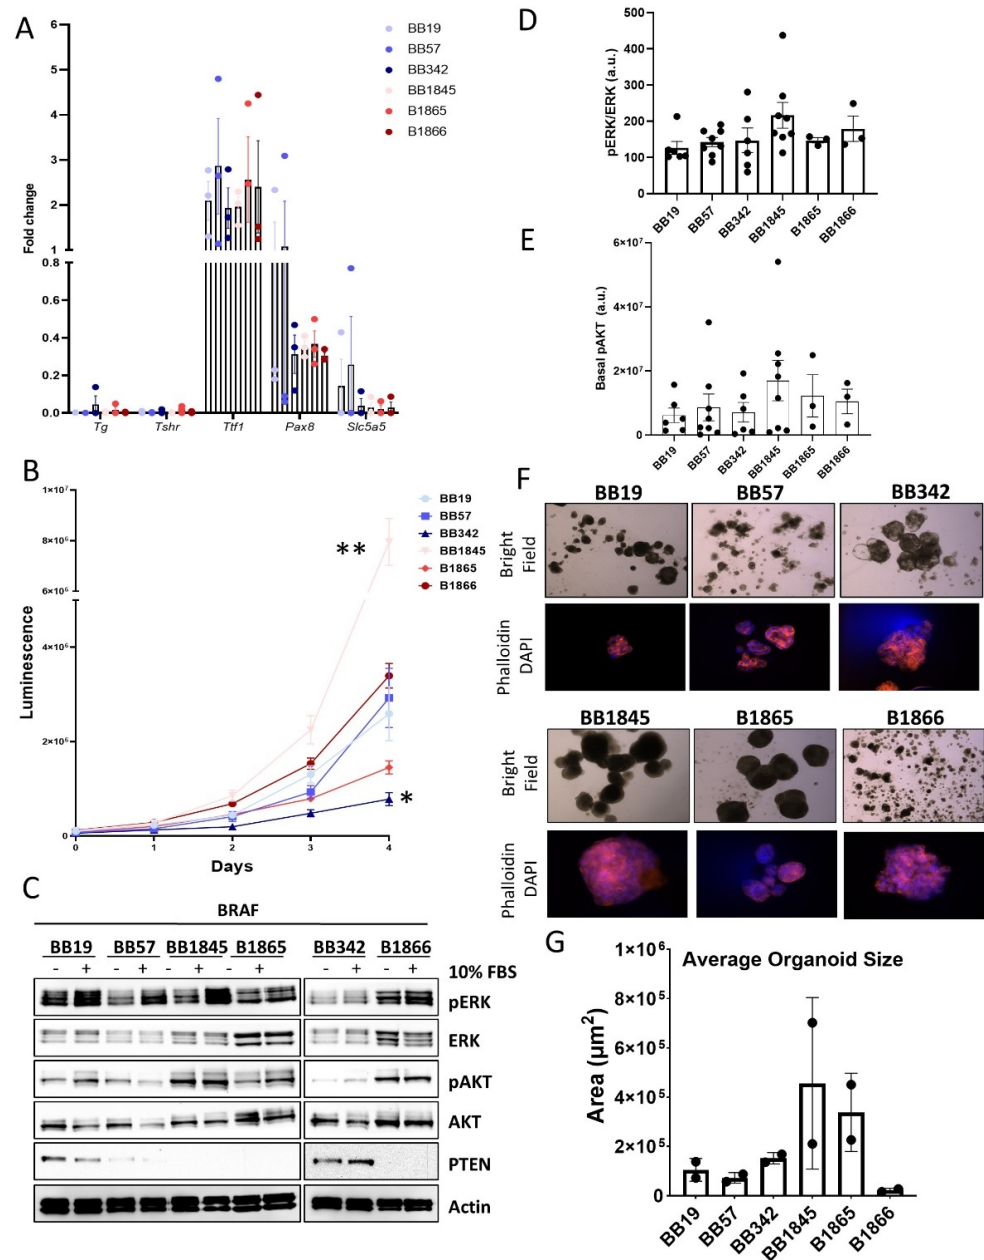 A
Fold change
6
5
4
3
2
1
0.8
0.6
0.4
0.2
0.0
Tg Tshr Ttf1 Pax8 Slc5a5
BB19
BB57
BB342
BB1845
B1865
B1866
B
Luminescence
1×10⁷
8×10⁶
6×10⁶
4×10⁶
2×10⁶
0
0 1 2 3 4
Days
**
*
BB19
BB57
BB342
BB1845
B1865
B1866
C
BRAF
BB19 BB57 BB1845 B1865 BB342 B1866
- + - + - + - + - + - + 10% FBS
pERK
ERK
pAKT
AKT
PTEN
Actin
D
pERK/ERK (a.u.)
500
400
300
200
100
0
BB19 BB57 BB342 BB1845 B1865 BB1866
E
Basal pAKT (a.u.)
6×10⁷
4×10⁷
2×10⁷
0
BB19 BB57 BB342 BB1845 BB1865 BB1866
F
BB19 BB57 BB342
Bright
Field
Phalloidin
DAPI
BB1845 B1865 B1866
Bright
Field
Phalloidin
DAPI
G
Average Organoid Size
Area (μm²)
1×10⁶
8×10⁵
6×10⁵
4×10⁵
2×10⁵
0
BB19 BB57 BB342 BB1845 B1865 B1866